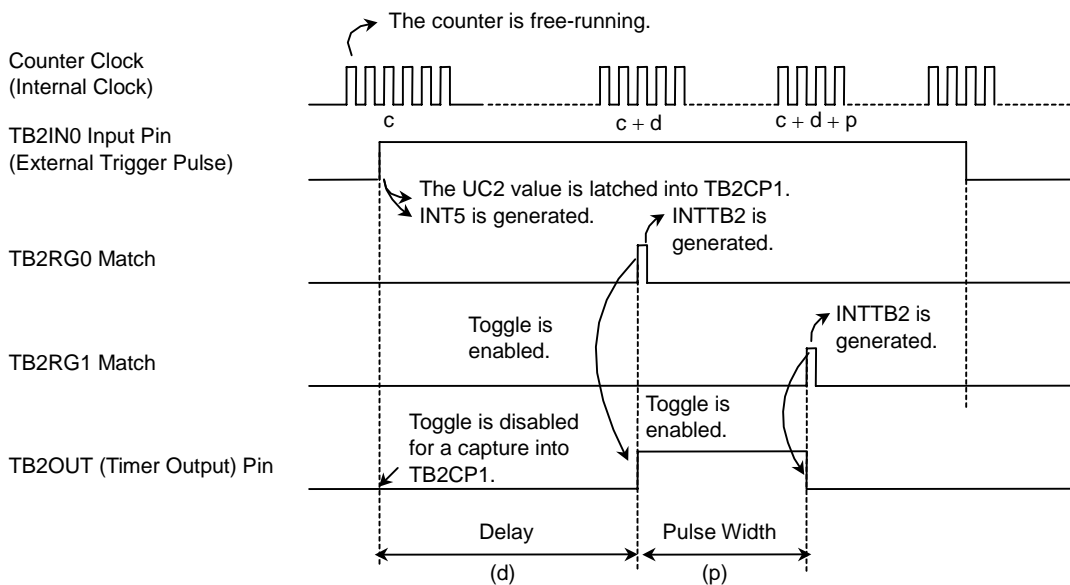 The counter is free-running.
Counter Clock
(Internal Clock)
c
c + d
c + d + p
TB2IN0 Input Pin
(External Trigger Pulse)
The UC2 value is latched into TB2CP1.
INT5 is generated.
INTTB2 is
generated.
TB2RG0 Match
Toggle is
enabled.
INTTB2 is
generated.
TB2RG1 Match
Toggle is disabled
for a capture into
TB2CP1.
Toggle is
enabled.
TB2OUT (Timer Output) Pin
Delay
Pulse Width
(d)
(p)